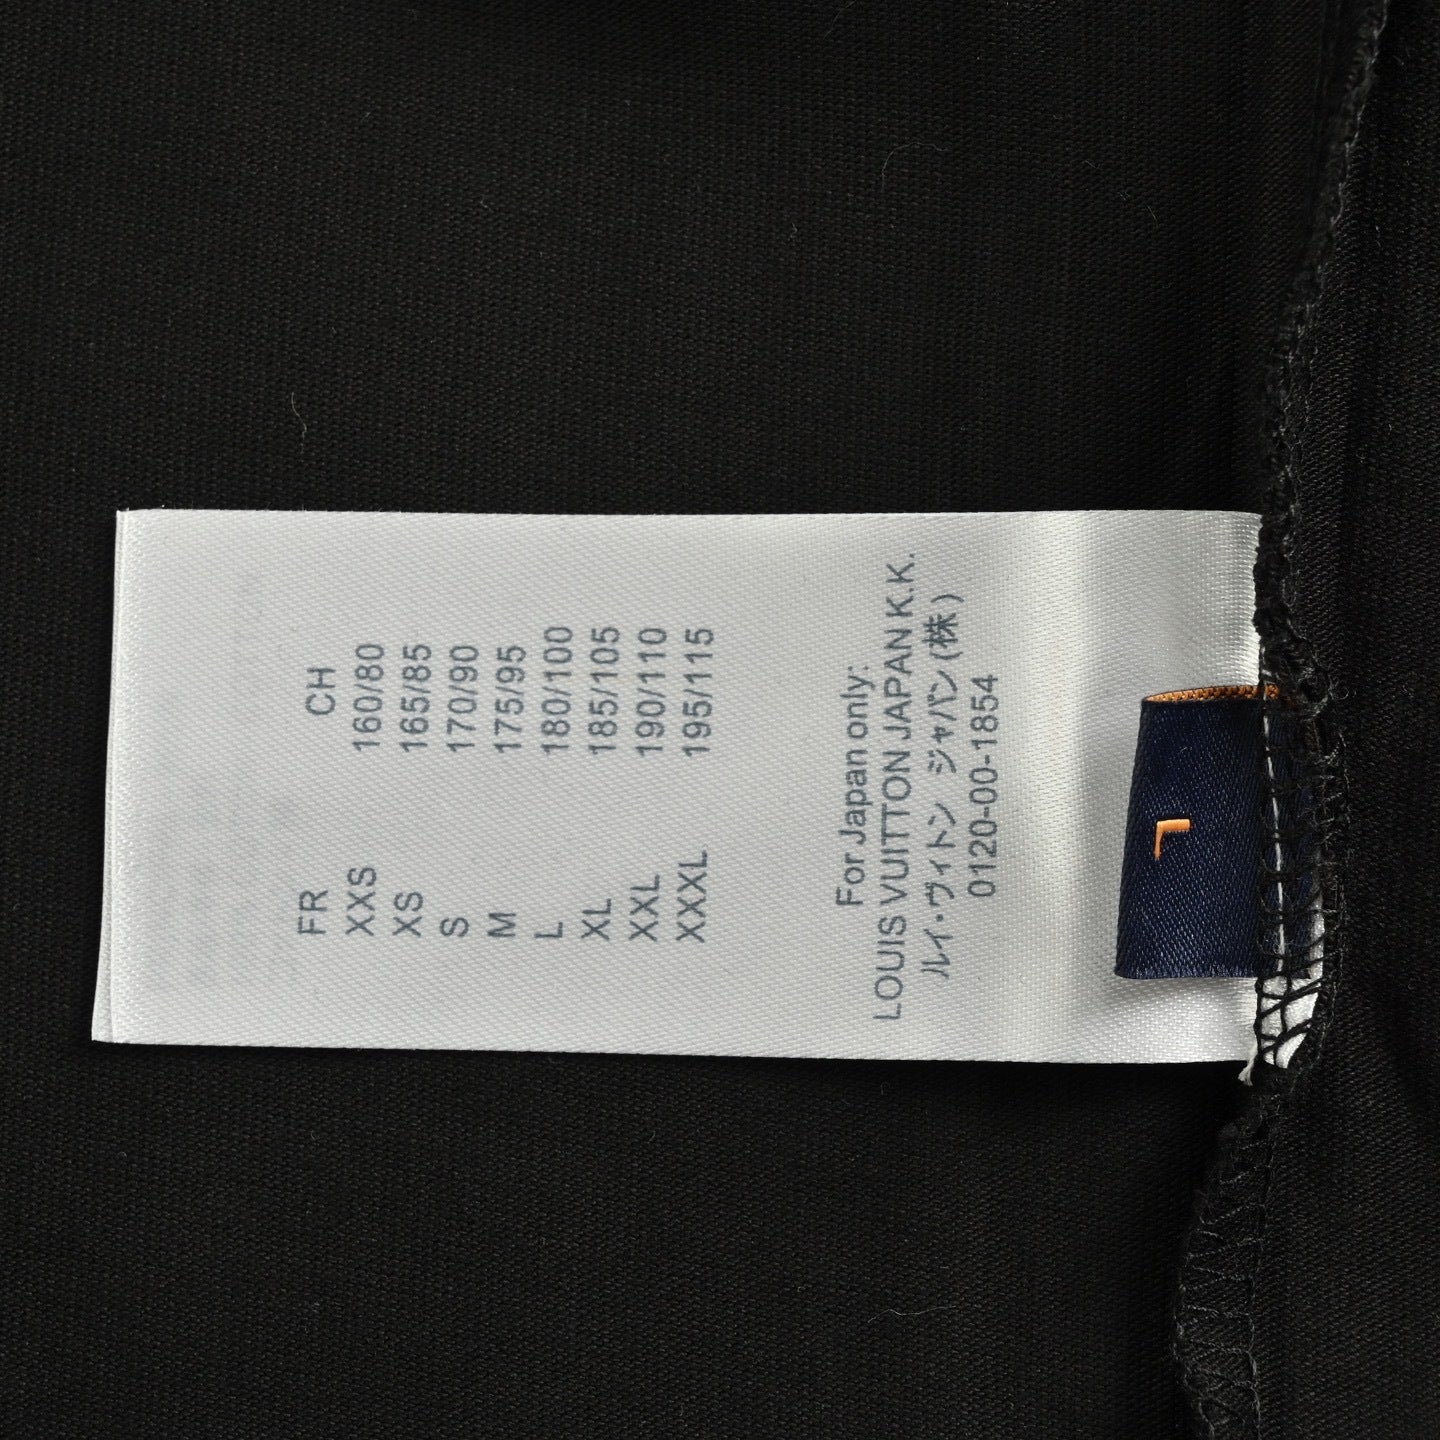 FR CH
XXS 160/80
XS 165/85
S 170/90
M 175/95
L 180/100
XL 185/105
XXL 190/110
XXXL 195/115
For Japan only:
LOUIS VUITTON JAPAN K.K.
ルイ・ヴィトン ジャパン(株)
0120-00-1854
L